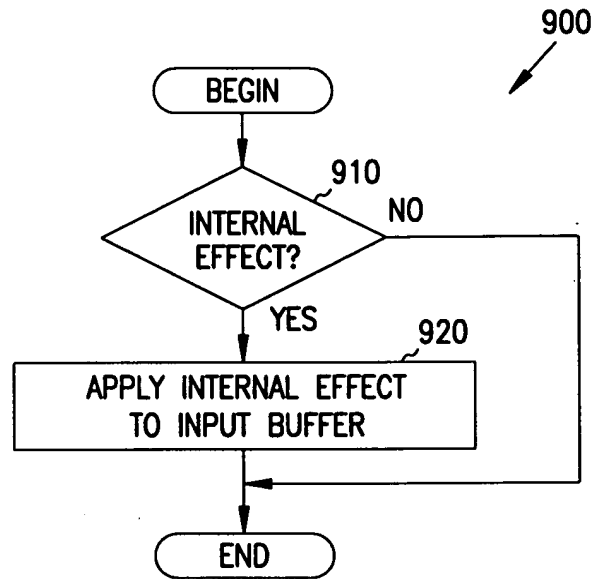 900
BEGIN
910
INTERNAL
EFFECT?
NO
YES
920
APPLY INTERNAL EFFECT
TO INPUT BUFFER
END